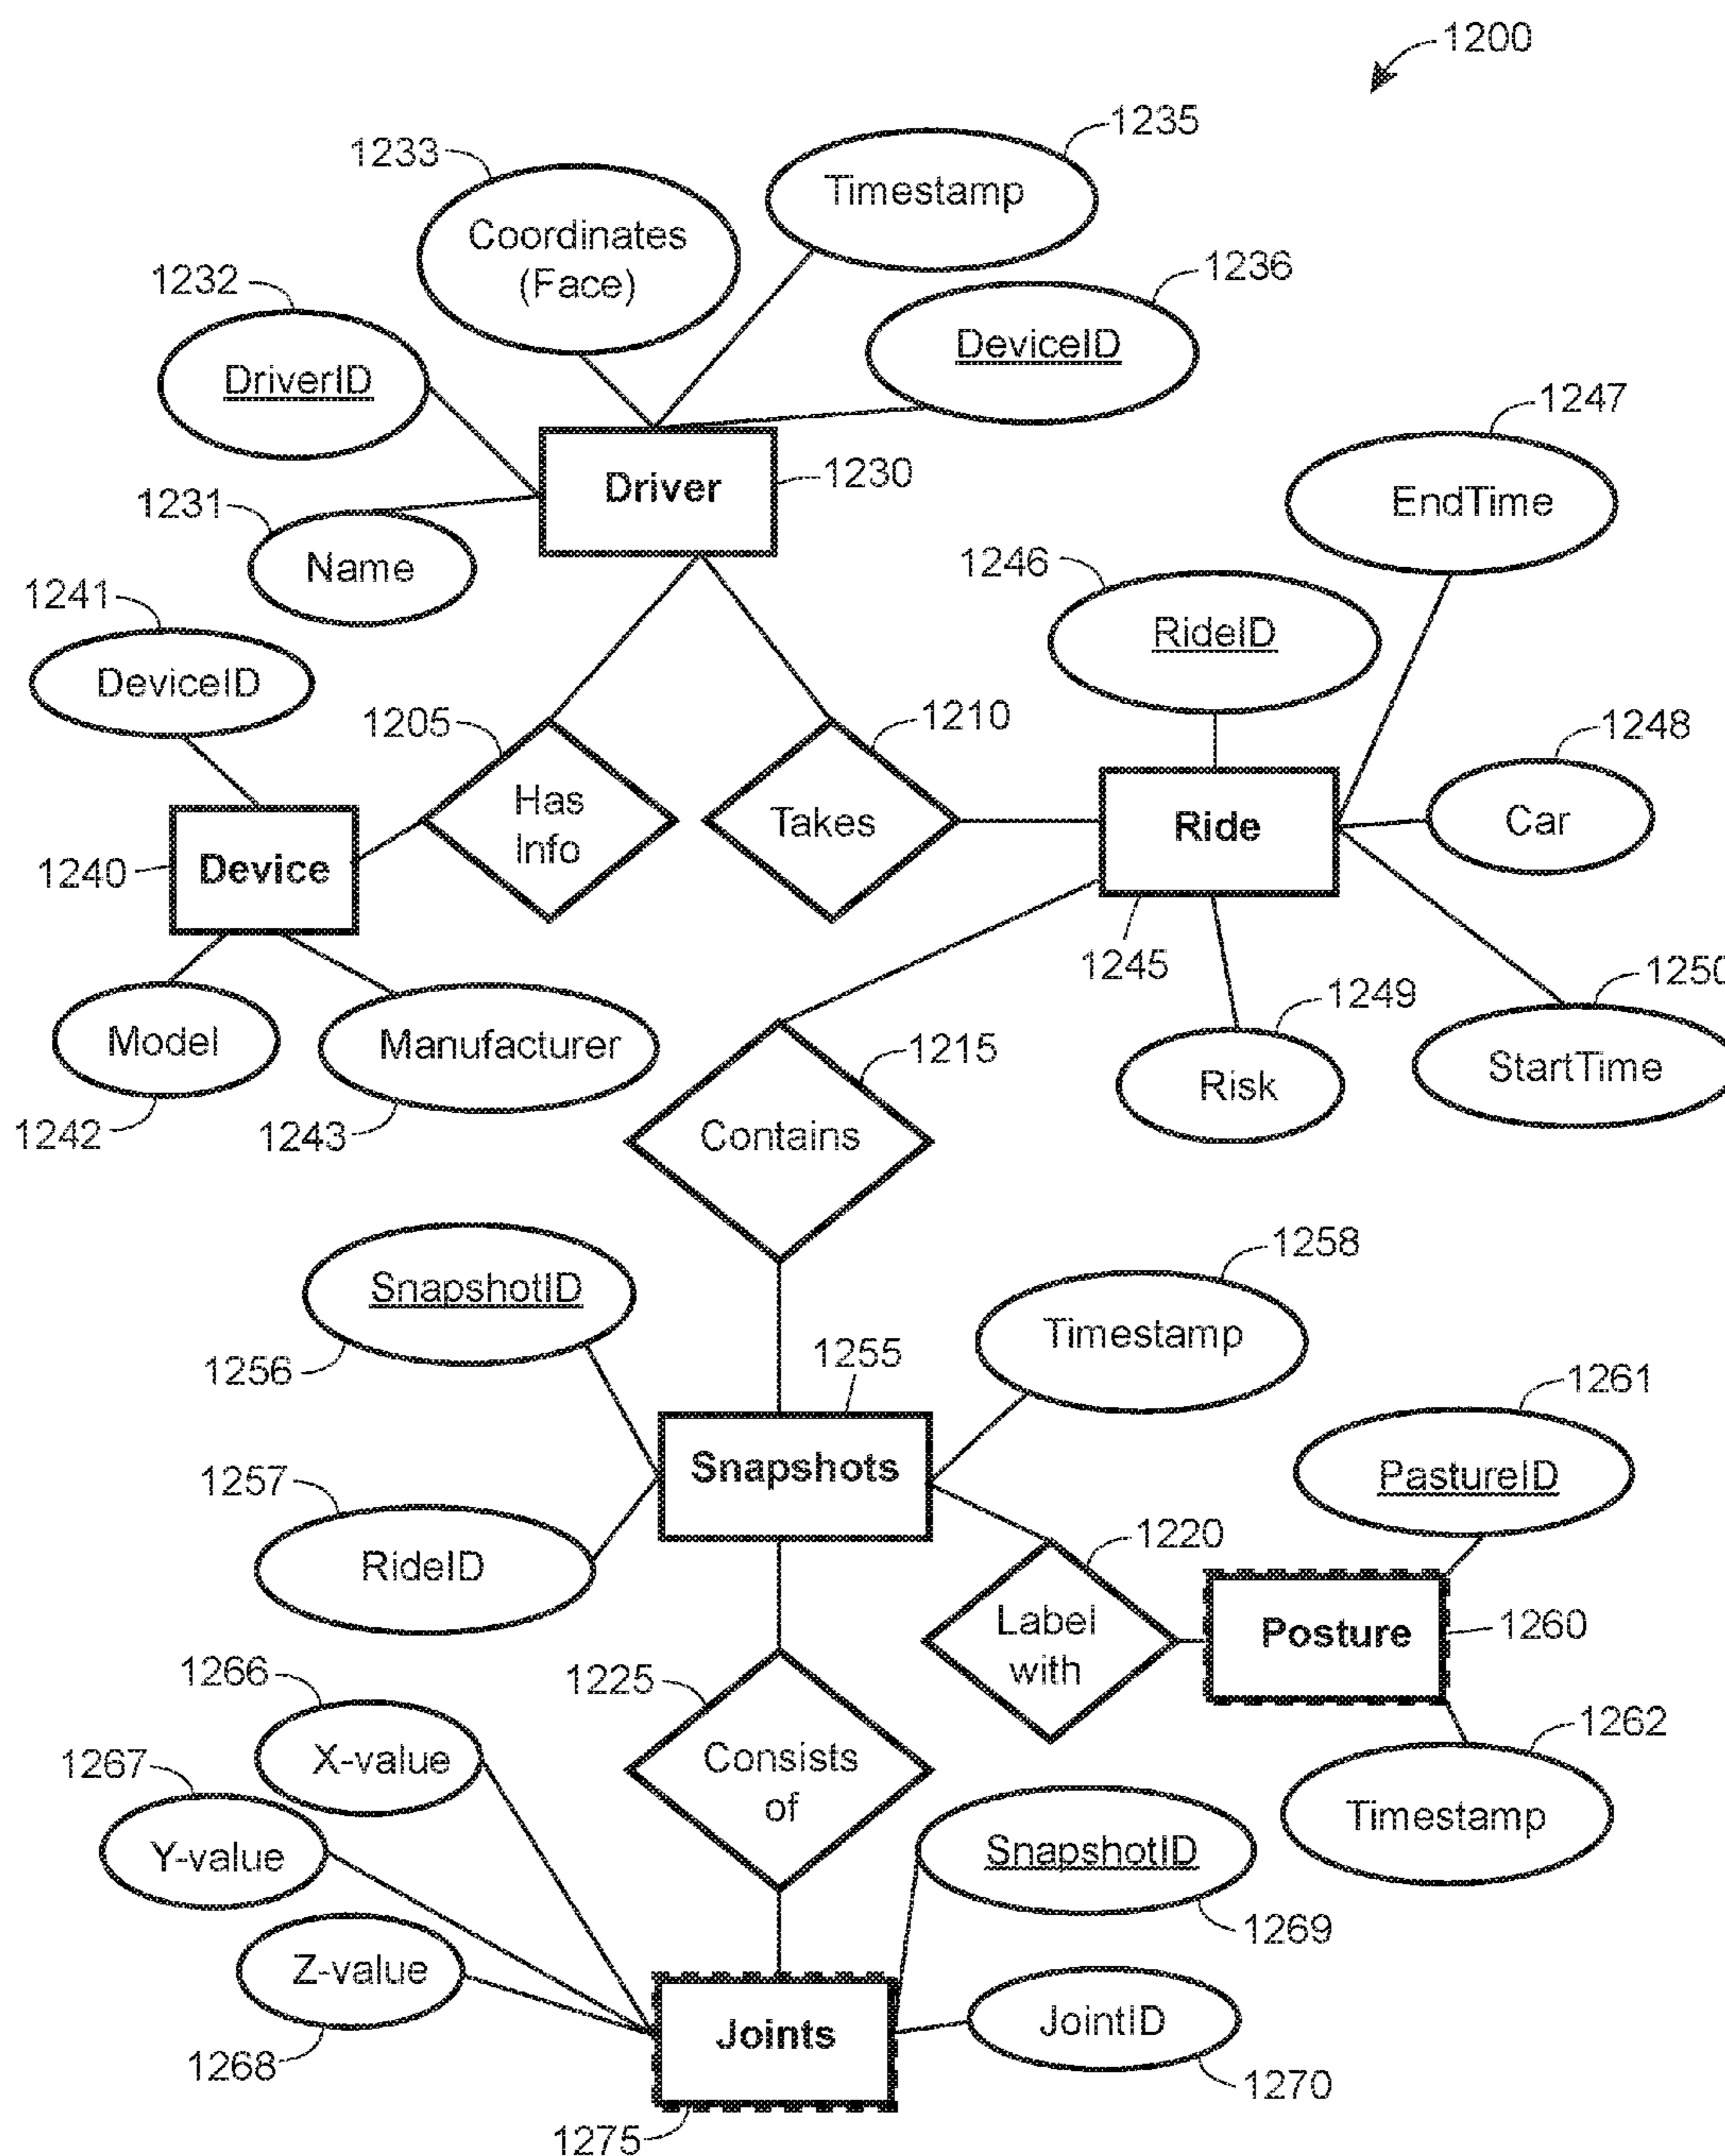 1200
1235
1233
Timestamp
Coordinates
(Face)
1236
1232
DeviceID
DriverID
1247
Driver
1230
EndTime
1231
Name
1246
1241
RideID
DeviceID
1205
1210
1248
Has
Info
Takes
Ride
Car
1240
Device
1245
1250
1249
Model
Manufacturer
1215
StartTime
Risk
1242
1243
Contains
1258
SnapshotID
Timestamp
1256
1255
1261
Snapshots
PastureID
1257
1220
RideID
Label
with
Posture
1260
1266
1225
1262
X-value
Consists
of
1267
Timestamp
Y-value
SnapshotID
1269
Z-value
Joints
JointID
1268
1270
1275